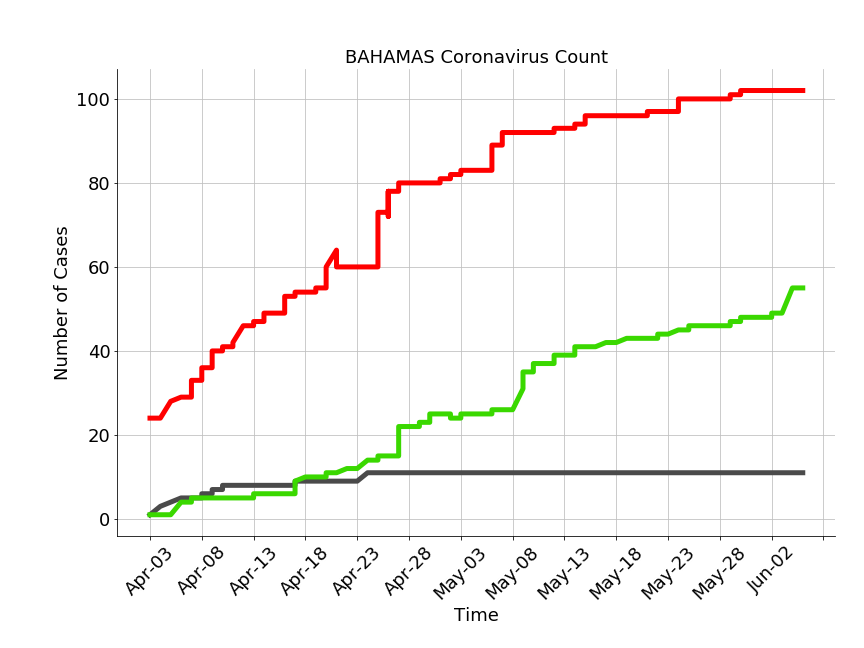 BAHAMAS Coronavirus Count
Number of Cases
100
80
60
40
20
0
Apr-03
Apr-08
Apr-13
Apr-18
Apr-23
Apr-28
May-03
May-08
May-13
May-18
May-23
May-28
Jun-02
Time